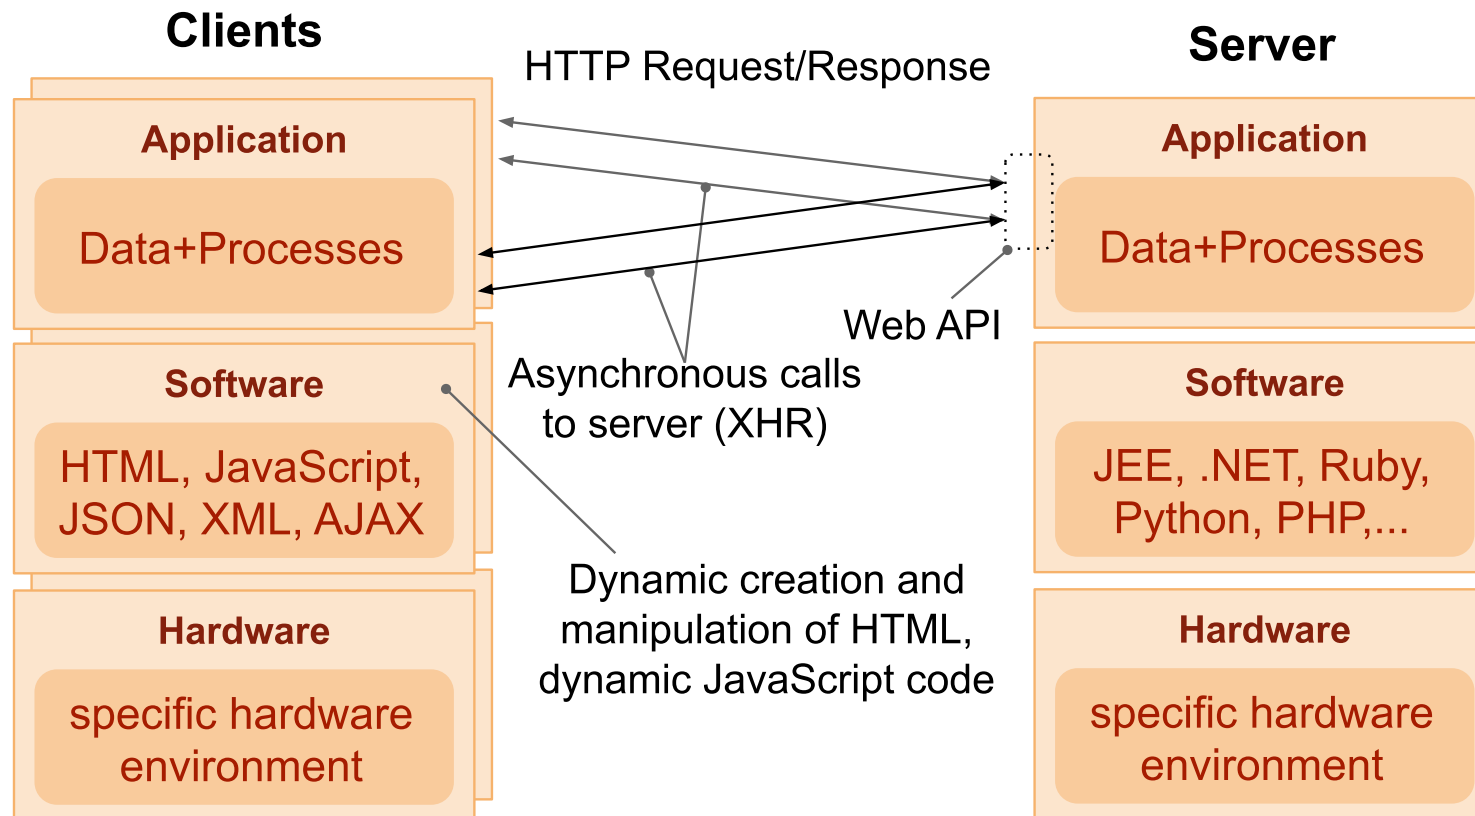 Clients
Server
HTTP Request/Response
Application
Data+Processes
Application
Data+Processes
Web API
Asynchronous calls
to server (XHR)
Software
HTML, JavaScript,
JSON, XML, AJAX
Software
JEE, .NET, Ruby,
Python, PHP,...
Dynamic creation and
manipulation of HTML,
dynamic JavaScript code
Hardware
specific hardware
environment
Hardware
specific hardware
environment